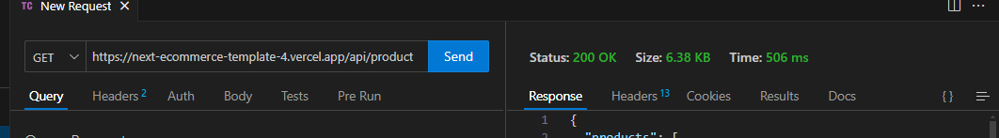 TC New Request
GET https://next-ecommerce-template-4.vercel.app/api/product Send
Status: 200 OK Size: 6.38 KB Time: 506 ms
Query Headers 2 Auth Body Tests Pre Run
Response Headers 13 Cookies Results Docs { }
1 {
2 "products": [